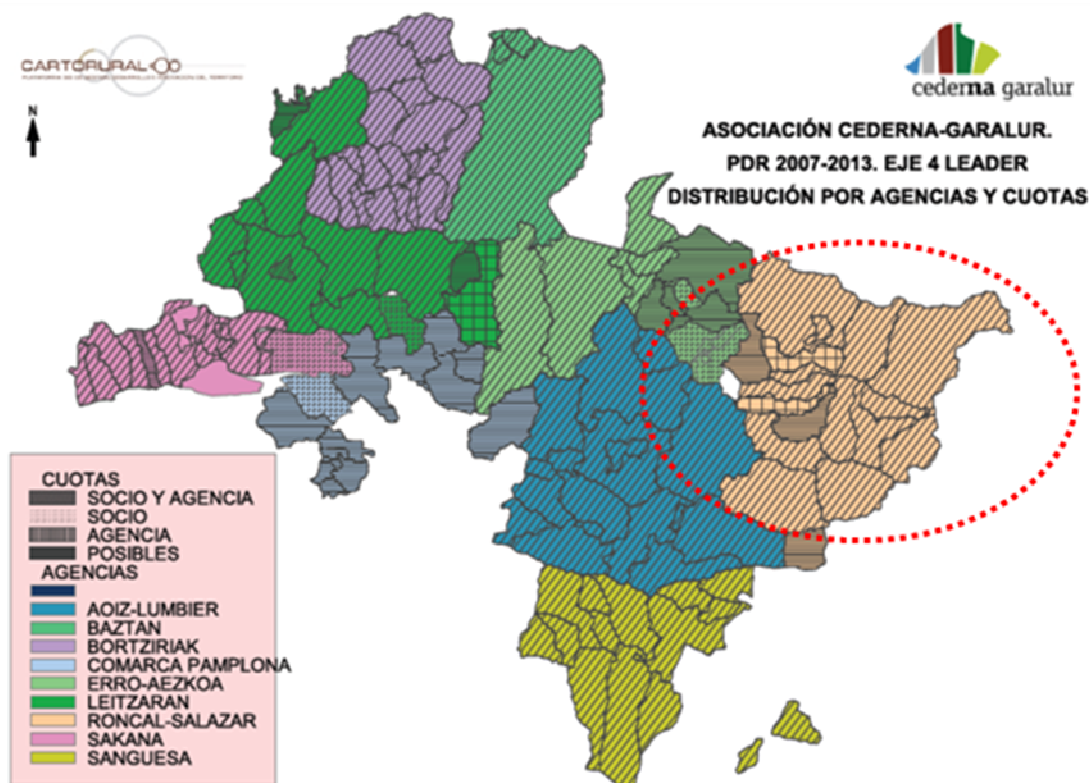 CARTORURAL
N
cederna garalur
ASOCIACIÓN CEDERNA-GARALUR.
PDR 2007-2013. EJE 4 LEADER
DISTRIBUCIÓN POR AGENCIAS Y CUOTAS
CUOTAS
SOCIO Y AGENCIA
SOCIO
AGENCIA
POSIBLES
AGENCIAS
AOIZ-LUMBIER
BAZTAN
BORTZIRIAK
COMARCA PAMPLONA
ERRO-AEZKOA
LEITZARAN
RONCAL-SALAZAR
SAKANA
SANGUESA